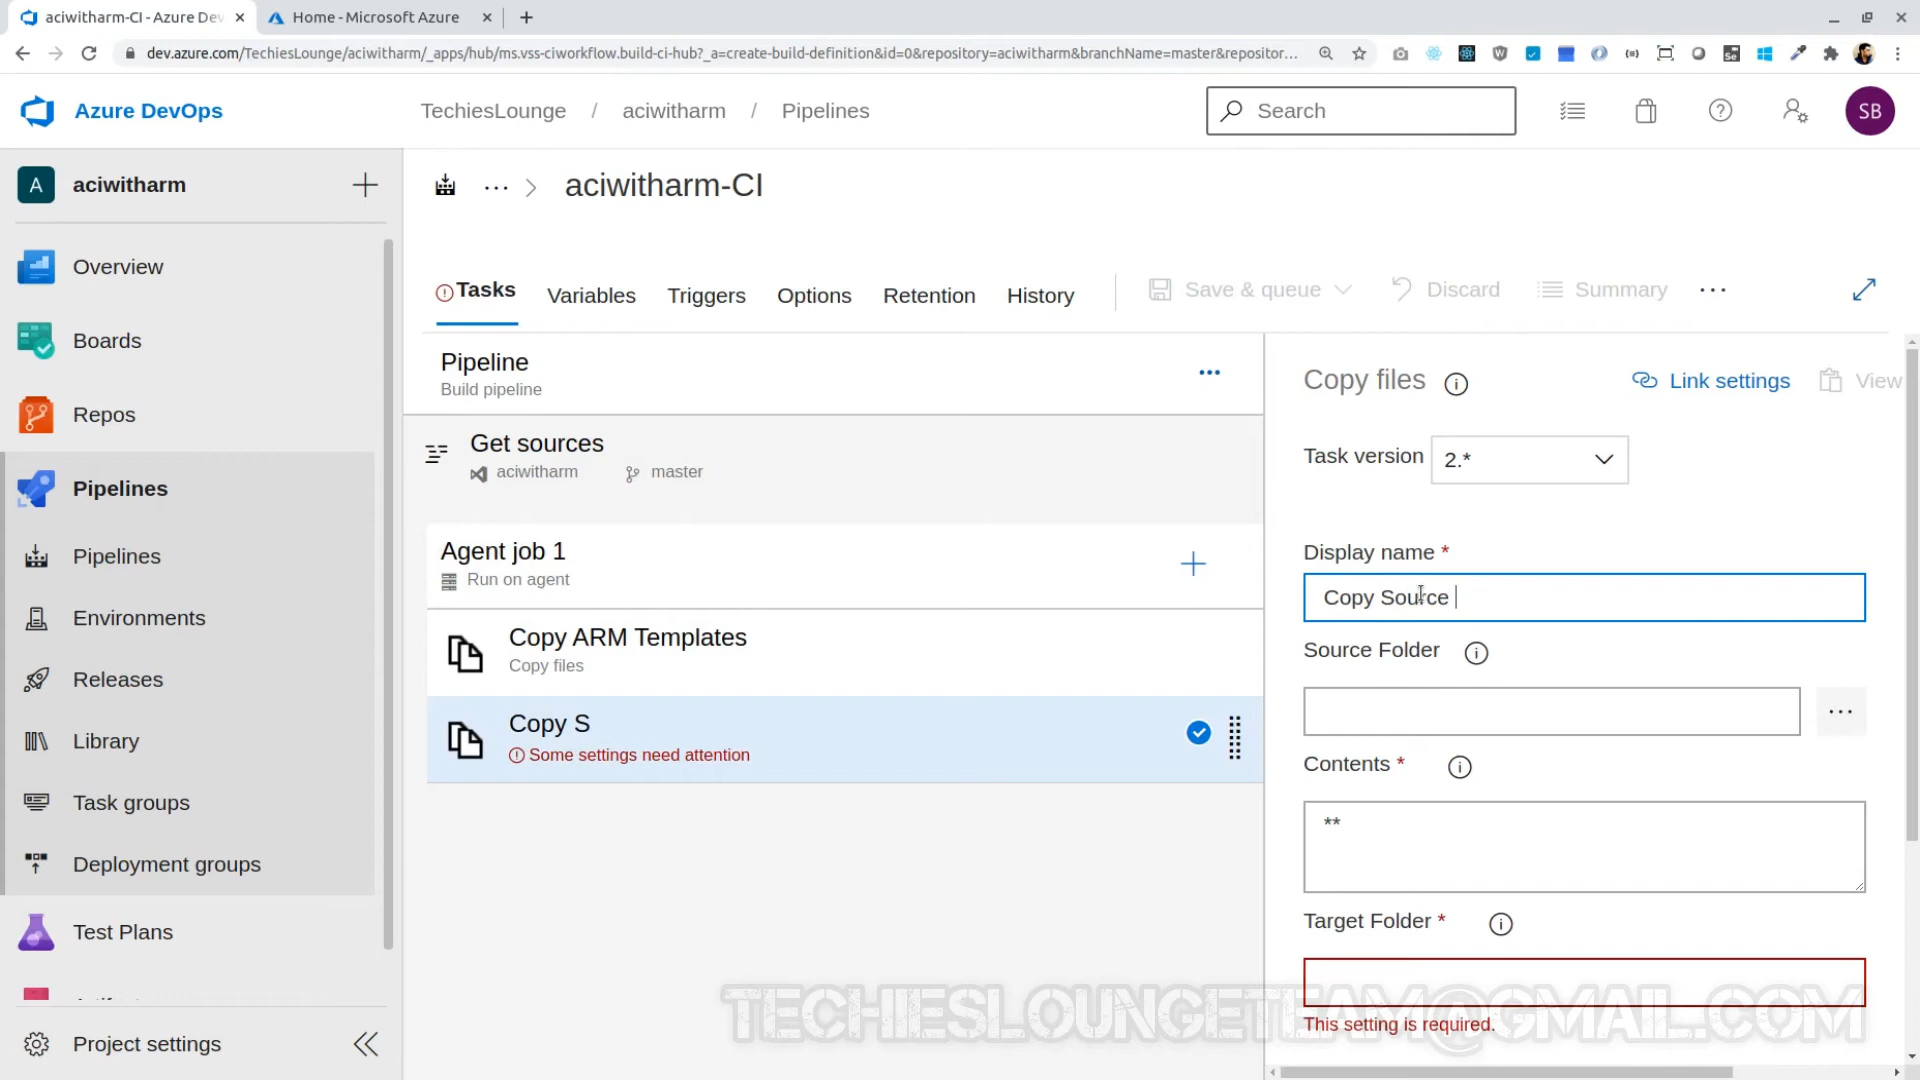 aciwitharm-CI - Azure Dev
Home - Microsoft Azure
dev.azure.com/TechiesLounge/aciwitharm/_apps/hub/ms.vss-ciworkflow.build-ci-hub?_a=create-build-definition&id=0&repository=aciwitharm&branchName=master&repositor...
Azure DevOps
TechiesLounge / aciwitharm / Pipelines
Search
SB
A aciwitharm
aciwitharm-CI
Overview
Boards
Repos
Pipelines
Pipelines
Environments
Releases
Library
Task groups
Deployment groups
Test Plans
Project settings
Tasks Variables Triggers Options Retention History Save & queue Discard Summary
Pipeline
Build pipeline
Get sources
aciwitharm master
Agent job 1
Run on agent
Copy ARM Templates
Copy files
Copy S
Some settings need attention
Copy files Link settings View
Task version 2.*
Display name *
Copy Source
Source Folder
Contents *
**
Target Folder *
This setting is required.
TECHIESLOUNGETEAM@GMAIL.COM